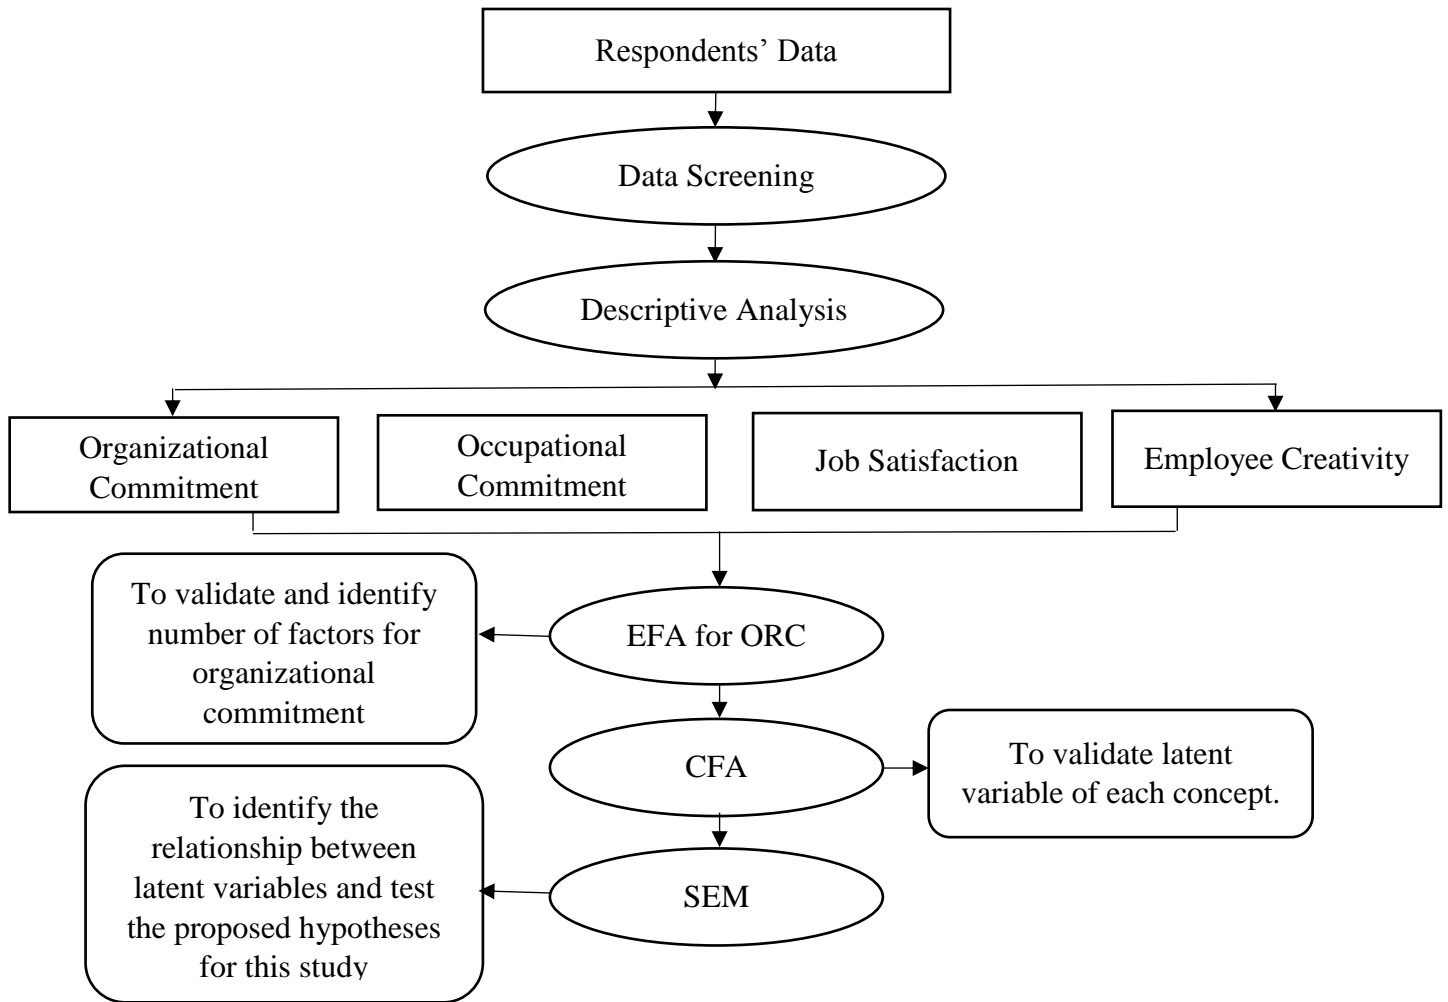 Respondents’ Data
Data Screening
Descriptive Analysis
Organizational
Commitment
Occupational
Commitment
Job Satisfaction
Employee Creativity
To validate and identify
number of factors for
organizational
commitment
EFA for ORC
CFA
To validate latent
variable of each concept.
To identify the
relationship between
latent variables and test
the proposed hypotheses
for this study
SEM